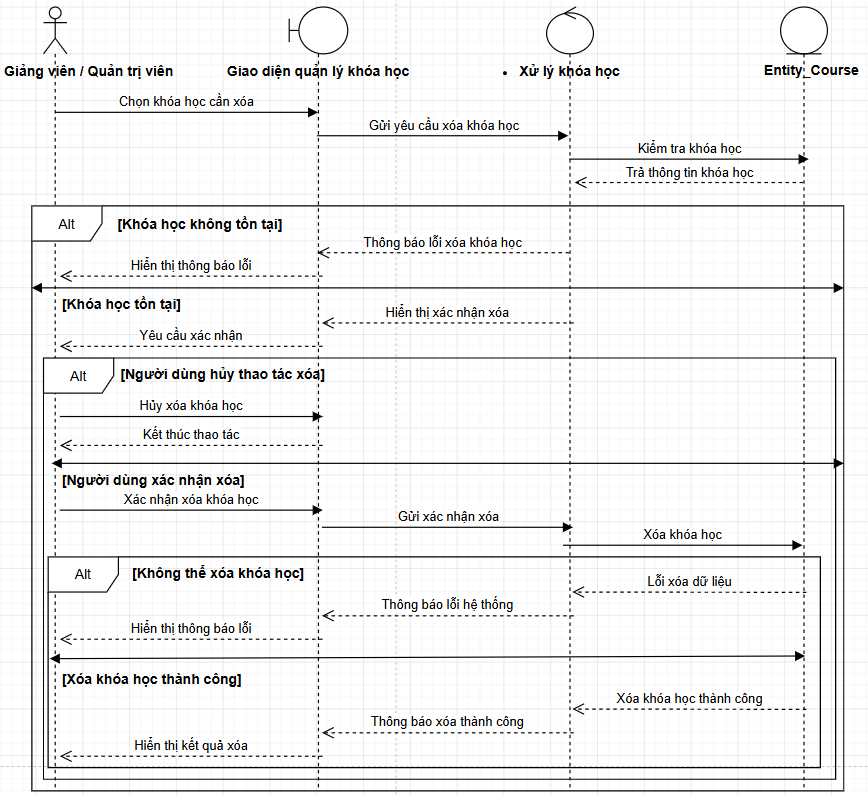 Giảng viên / Quản trị viên
Giao diện quản lý khóa học
• Xử lý khóa học
Entity_Course
Chọn khóa học cần xóa
Gửi yêu cầu xóa khóa học
Kiểm tra khóa học
Trả thông tin khóa học
Alt
[Khóa học không tồn tại]
Thông báo lỗi xóa khóa học
Hiển thị thông báo lỗi
[Khóa học tồn tại]
Hiển thị xác nhận xóa
Yêu cầu xác nhận
Alt
[Người dùng hủy thao tác xóa]
Hủy xóa khóa học
Kết thúc thao tác
[Người dùng xác nhận xóa]
Xác nhận xóa khóa học
Gửi xác nhận xóa
Xóa khóa học
Alt
[Không thể xóa khóa học]
Lỗi xóa dữ liệu
Thông báo lỗi hệ thống
Hiển thị thông báo lỗi
[Xóa khóa học thành công]
Xóa khóa học thành công
Thông báo xóa thành công
Hiển thị kết quả xóa